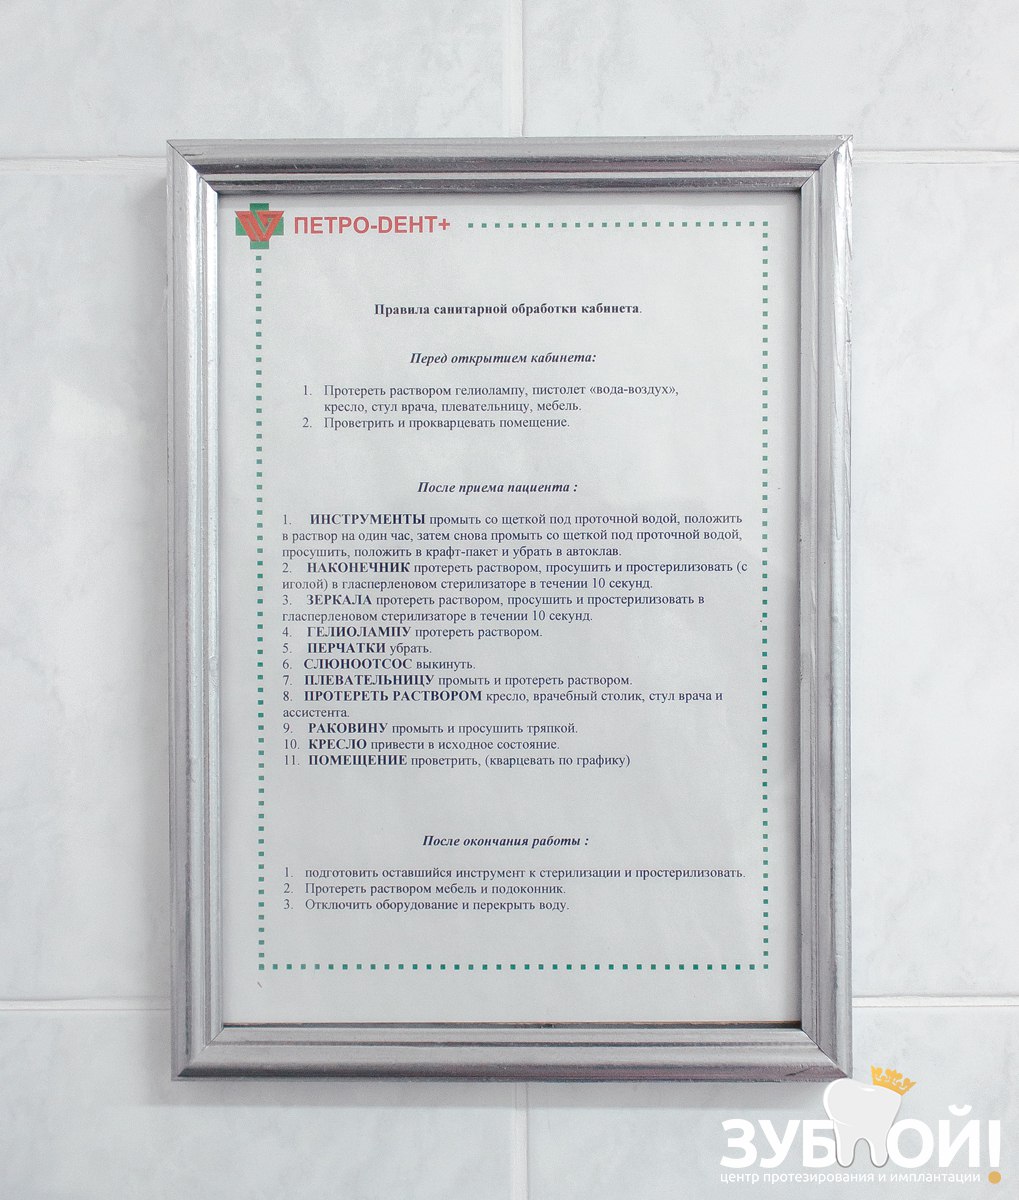 ПЕТРО-DЕНТ+
Правила санитарной обработки кабинета.
Перед открытием кабинета:
1. Протереть раствором гелиолампу, пистолет «вода-воздух»,
кресло, стул врача, плевательницу, мебель.
2. Проветрить и прокварцевать помещение.
После приема пациента :
1. ИНСТРУМЕНТЫ промыть со щеткой под проточной водой, положить
в раствор на один час, затем снова промыть со щеткой под проточной водой,
просушить, положить в крафт-пакет и убрать в автоклав.
2. НАКОНЕЧНИК протереть раствором, просушить и простерилизовать (с
иголой) в гласперленовом стерилизаторе в течении 10 секунд.
3. ЗЕРКАЛА протереть раствором, просушить и простерилизовать в
гласперленовом стерилизаторе в течении 10 секунд.
4. ГЕЛИОЛАМПУ протереть раствором.
5. ПЕРЧАТКИ убрать.
6. СЛЮНООТСОС выкинуть.
7. ПЛЕВАТЕЛЬНИЦУ промыть и протереть раствором.
8. ПРОТЕРЕТЬ РАСТВОРОМ кресло, врачебный столик, стул врача и
ассистента.
9. РАКОВИНУ промыть и просушить тряпкой.
10. КРЕСЛО привести в исходное состояние.
11. ПОМЕЩЕНИЕ проветрить, (кварцевать по графику)
После окончания работы :
1. подготовить оставшийся инструмент к стерилизации и простерилизовать.
2. Протереть раствором мебель и подоконник.
3. Отключить оборудование и перекрыть воду.
ЗУБНОЙ!
центр протезирования и имплантации